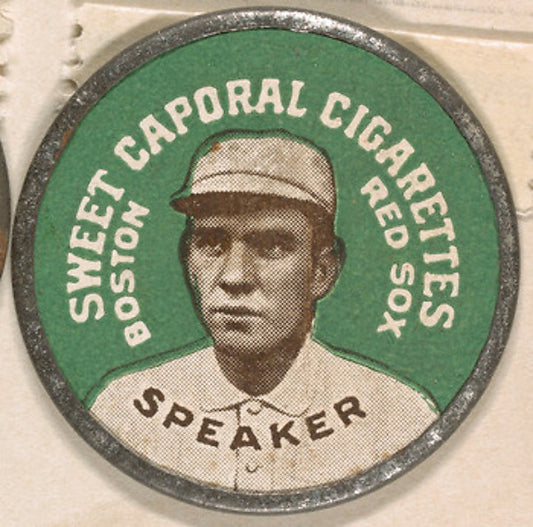 SWEET CAPORAL CIGARETTES
BOSTON
RED SOX
SPEAKER